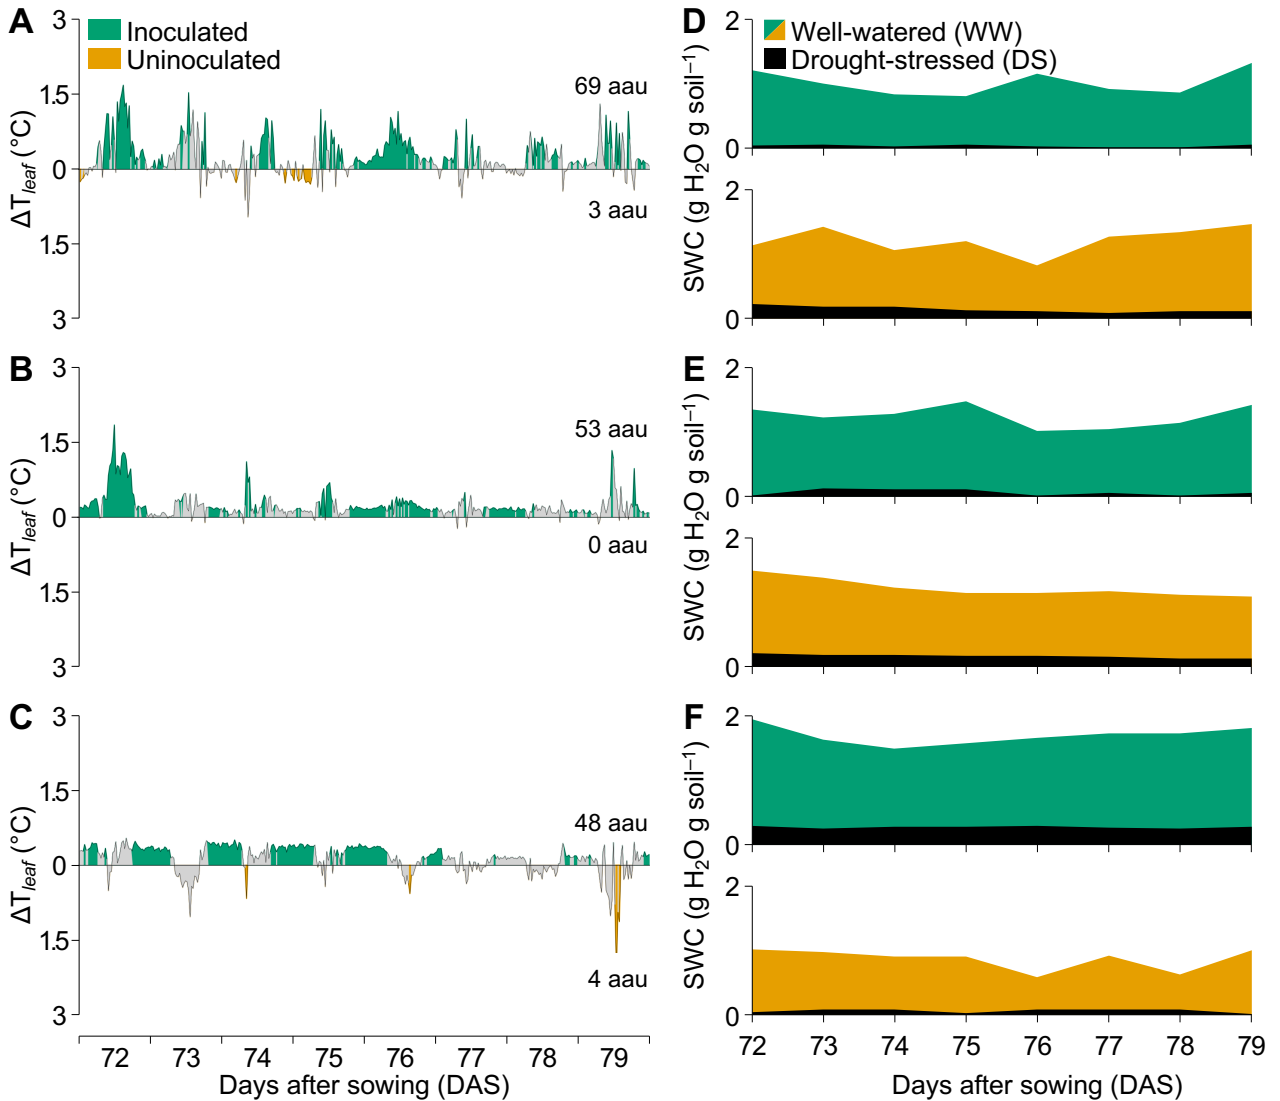 A
3
1.5
0
1.5
3
ΔTleaf (°C)
Inoculated
Uninoculated
69 aau
3 aau
B
3
1.5
0
1.5
3
ΔTleaf (°C)
53 aau
0 aau
C
3
1.5
0
1.5
3
ΔTleaf (°C)
48 aau
4 aau
72 73 74 75 76 77 78 79
Days after sowing (DAS)
D
2
0
2
0
SWC (g H₂O g soil⁻¹)
Well-watered (WW)
Drought-stressed (DS)
E
2
0
2
0
SWC (g H₂O g soil⁻¹)
F
2
0
2
0
SWC (g H₂O g soil⁻¹)
72 73 74 75 76 77 78 79
Days after sowing (DAS)